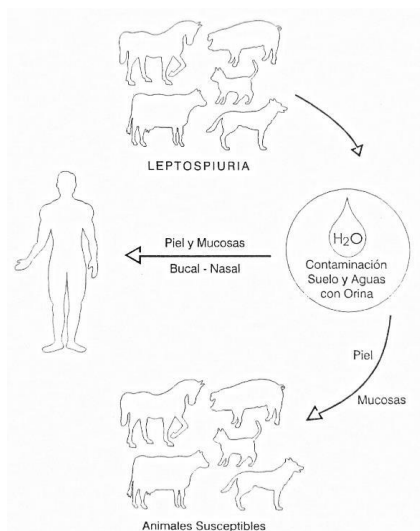 LEPTOSPIURIA
H2O
Contaminación
Suelo y Aguas
con Orina
Piel y Mucosas
Bucal - Nasal
Piel
Mucosas
Animales Susceptibles